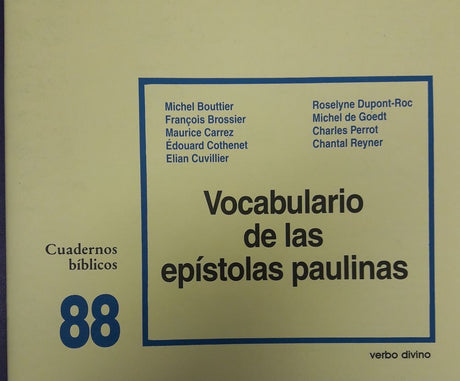 Michel Bouttier
François Brossier
Maurice Carrez
Édouard Cothenet
Elian Cuvillier
Roselyne Dupont-Roc
Michel de Goedt
Charles Perrot
Chantal Reyner
Vocabulario
de las
epístolas paulinas
Cuadernos
bíblicos
88
verbo divino